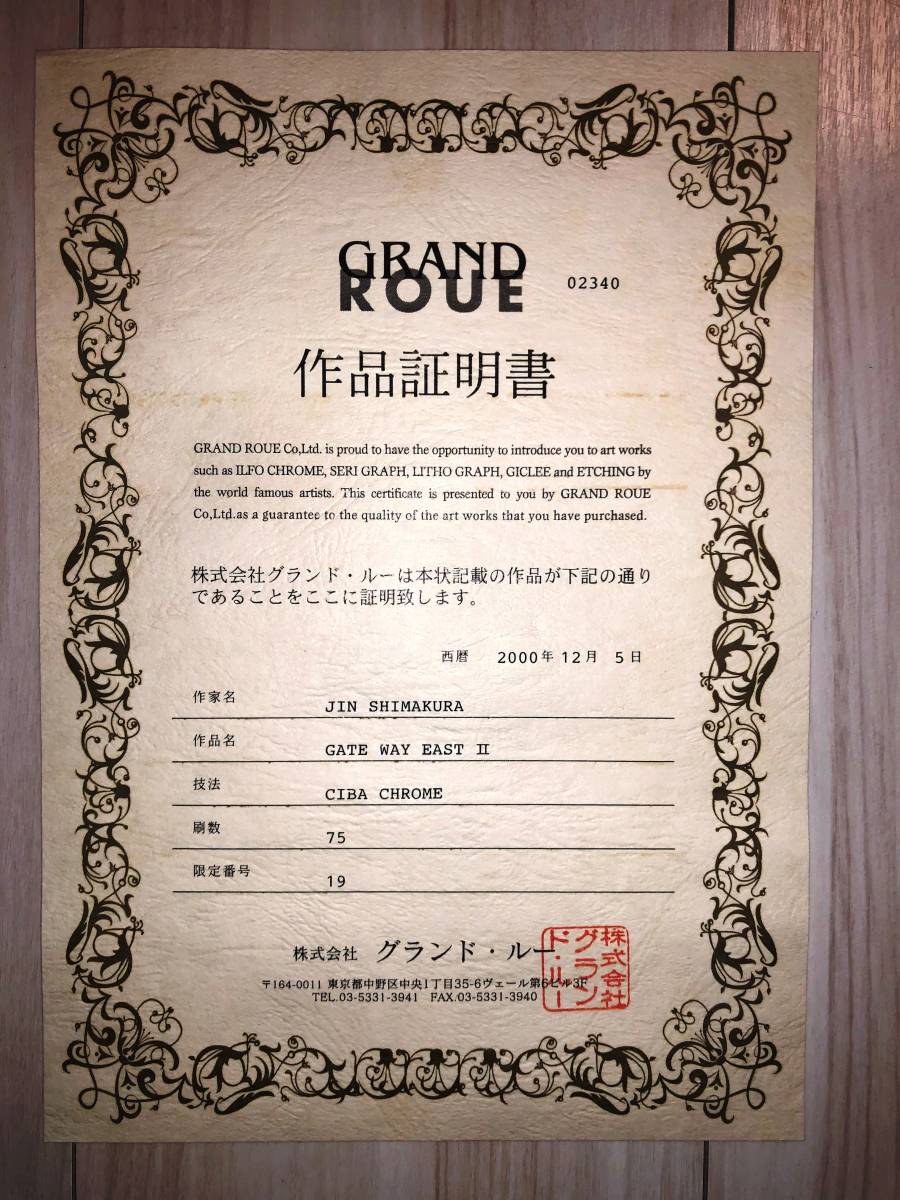 GRAND
ROUE
02340
作品証明書
GRAND ROUE Co,Ltd. is proud to have the opportunity to introduce you to art works
such as ILFO CHROME, SERI GRAPH, LITHO GRAPH, GICLEE and ETCHING by
the world famous artists. This certificate is presented to you by GRAND ROUE
Co,Ltd.as a guarantee to the quality of the art works that you have purchased.
株式会社グランド・ルーは本状記載の作品が下記の通り
であることをここに証明致します。
西暦 2000年12月 5日
作家名 JIN SHIMAKURA
作品名 GATE WAY EAST Ⅱ
技法 CIBA CHROME
刷数 75
限定番号 19
株式会社 グランド・ルー
〒164-0011 東京都中野区中央1丁目35-6ヴェール第6ビル3F
TEL.03-5331-3941 FAX.03-5331-3940
株式会社
グラン
ド・ルー